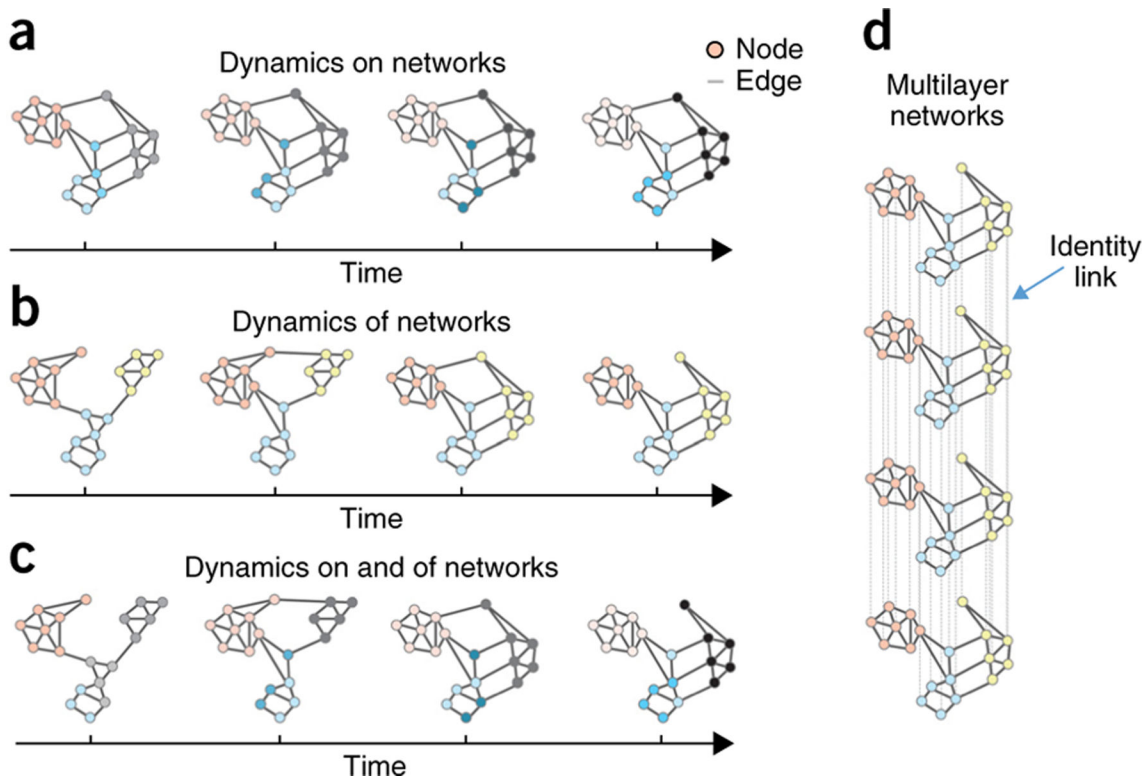 a
Dynamics on networks
Node
Edge
Time
b
Dynamics of networks
Time
c
Dynamics on and of networks
Time
d
Multilayer
networks
Identity
link